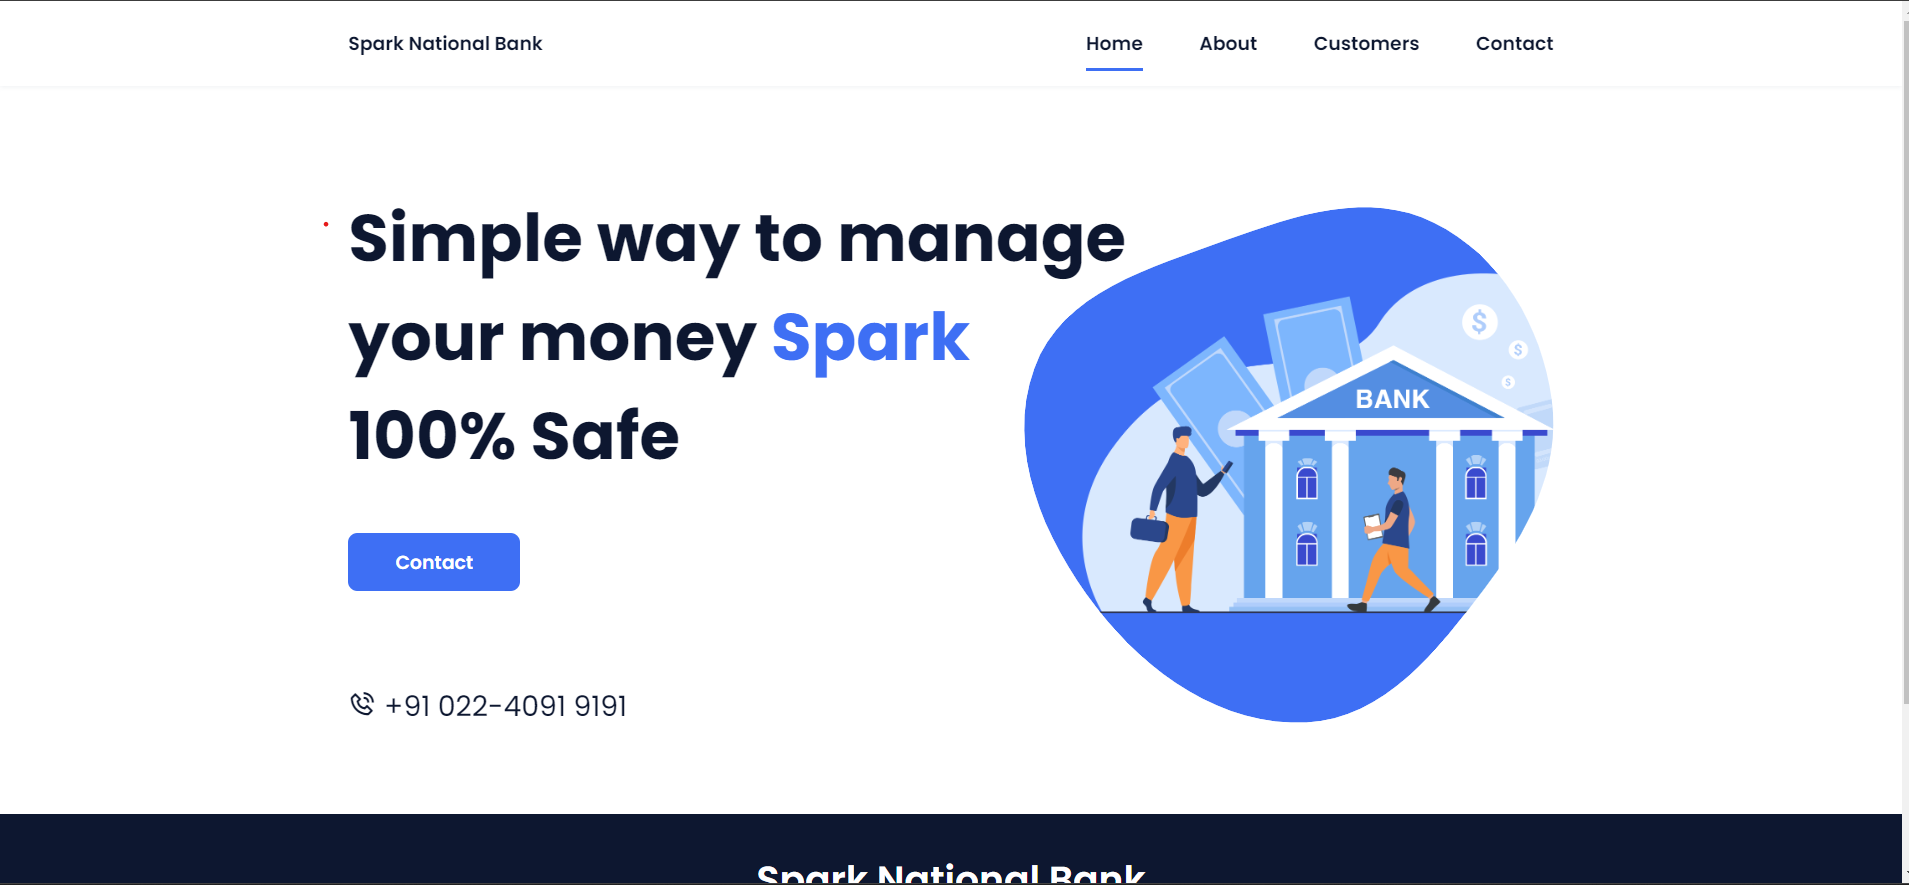 Spark National Bank
Home About Customers Contact
Simple way to manage
your money Spark
100% Safe
BANK
$
$
$
Contact
+91 022-4091 9191
Spark National Bank